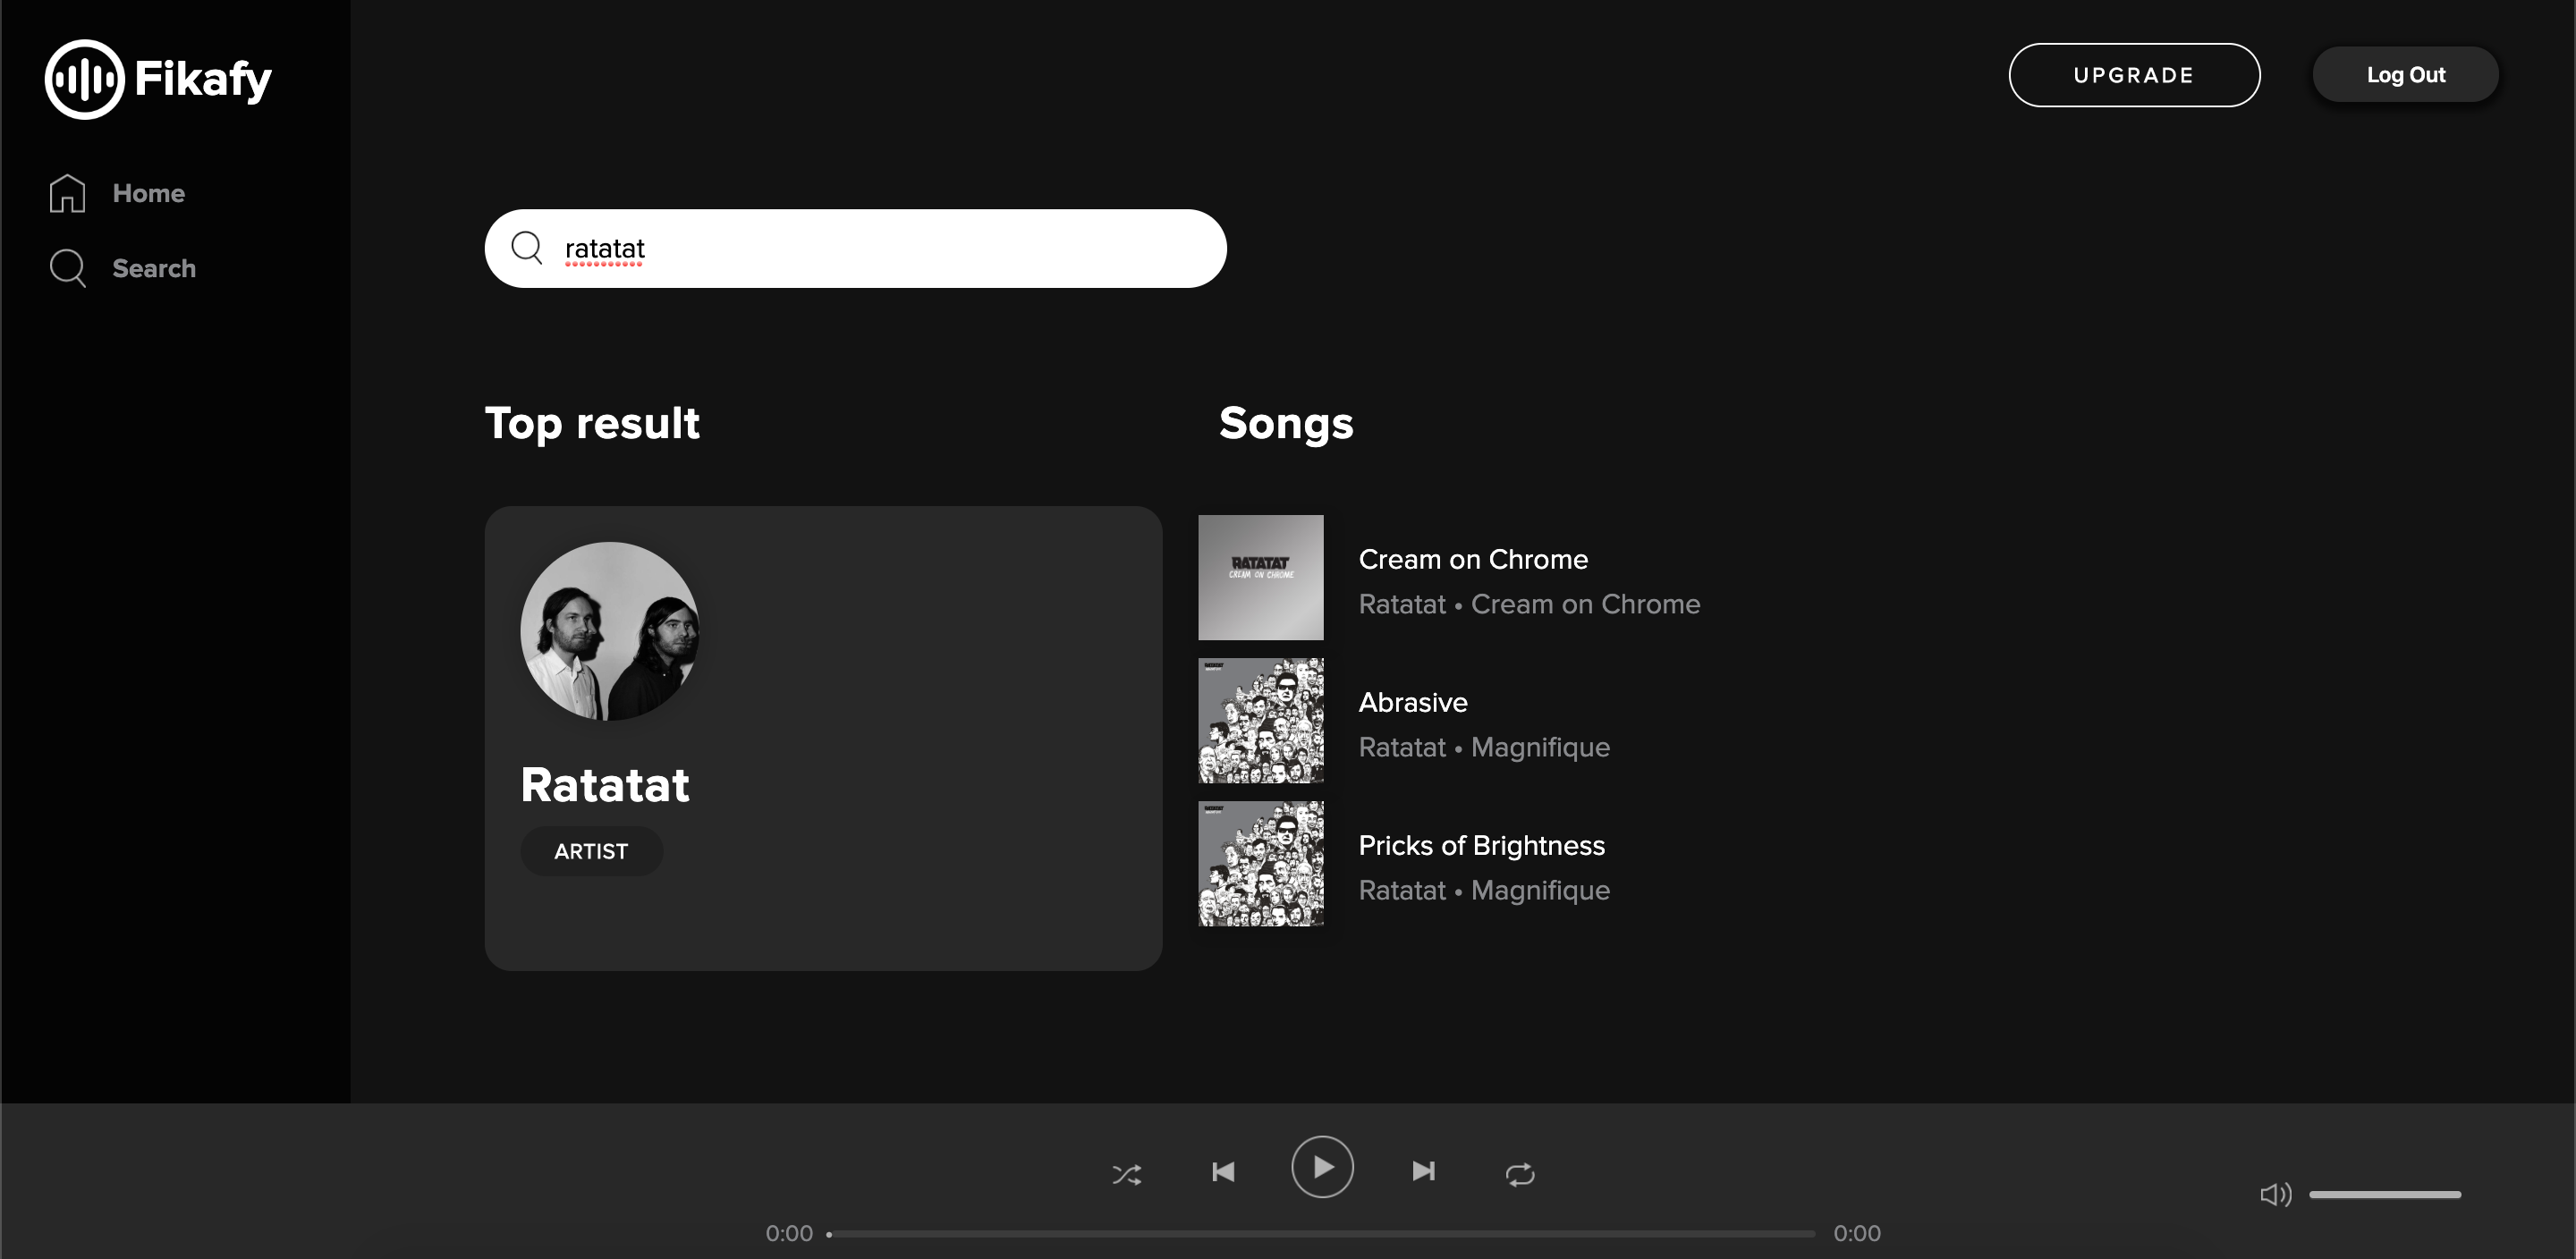 Fikafy
UPGRADE
Log Out
Home
Search
ratatat
Top result
Songs
Ratatat
ARTIST
RATATAT
CREAM ON CHROME
Cream on Chrome
Ratatat • Cream on Chrome
Abrasive
Ratatat • Magnifique
Pricks of Brightness
Ratatat • Magnifique
0:00
0:00